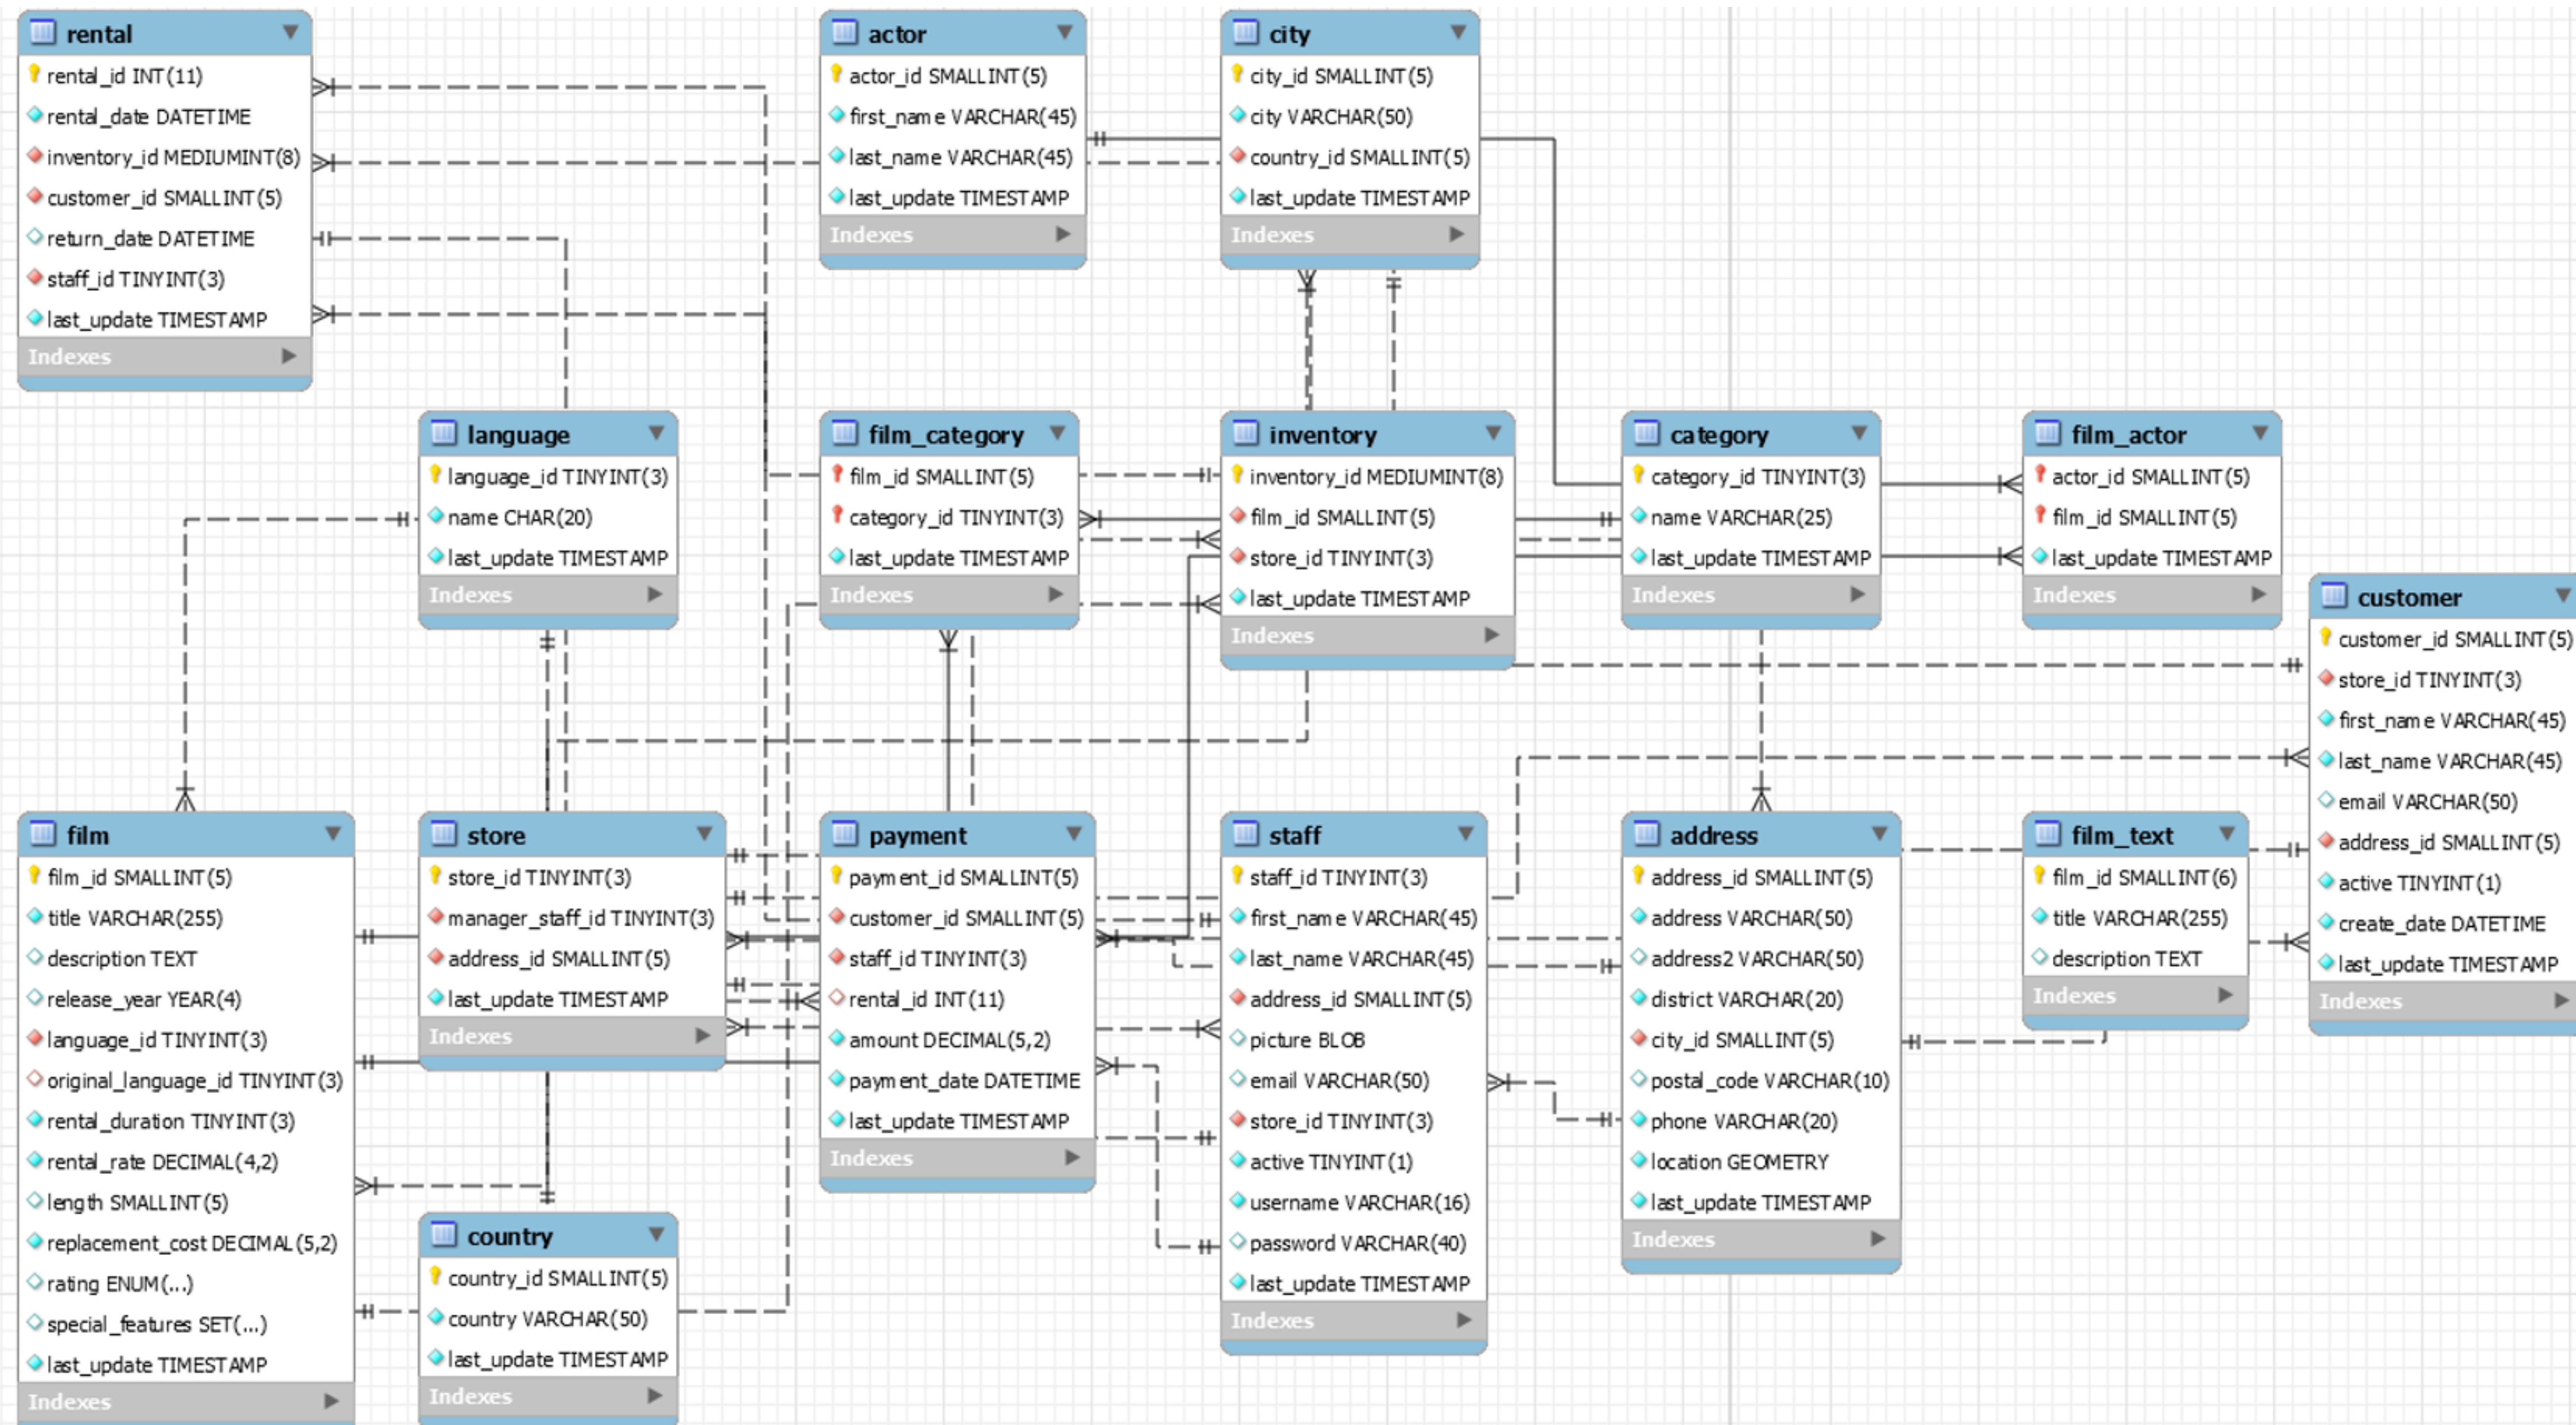 rental
rental_id INT(11)
rental_date DATETIME
inventory_id MEDIUMINT(8)
customer_id SMALLINT(5)
return_date DATETIME
staff_id TINYINT(3)
last_update TIMESTAMP
Indexes
actor
actor_id SMALLINT(5)
first_name VARCHAR(45)
last_name VARCHAR(45)
last_update TIMESTAMP
Indexes
city
city_id SMALLINT(5)
city VARCHAR(50)
country_id SMALLINT(5)
last_update TIMESTAMP
Indexes
language
language_id TINYINT(3)
name CHAR(20)
last_update TIMESTAMP
Indexes
film_category
film_id SMALLINT(5)
category_id TINYINT(3)
last_update TIMESTAMP
Indexes
inventory
inventory_id MEDIUMINT(8)
film_id SMALLINT(5)
store_id TINYINT(3)
last_update TIMESTAMP
Indexes
category
category_id TINYINT(3)
name VARCHAR(25)
last_update TIMESTAMP
Indexes
film_actor
actor_id SMALLINT(5)
film_id SMALLINT(5)
last_update TIMESTAMP
Indexes
customer
customer_id SMALLINT(5)
store_id TINYINT(3)
first_name VARCHAR(45)
last_name VARCHAR(45)
email VARCHAR(50)
address_id SMALLINT(5)
active TINYINT(1)
create_date DATETIME
last_update TIMESTAMP
Indexes
film
film_id SMALLINT(5)
title VARCHAR(255)
description TEXT
release_year YEAR(4)
language_id TINYINT(3)
original_language_id TINYINT(3)
rental_duration TINYINT(3)
rental_rate DECIMAL(4,2)
length SMALLINT(5)
replacement_cost DECIMAL(5,2)
rating ENUM(...)
special_features SET(...)
last_update TIMESTAMP
Indexes
store
store_id TINYINT(3)
manager_staff_id TINYINT(3)
address_id SMALLINT(5)
last_update TIMESTAMP
Indexes
payment
payment_id SMALLINT(5)
customer_id SMALLINT(5)
staff_id TINYINT(3)
rental_id INT(11)
amount DECIMAL(5,2)
payment_date DATETIME
last_update TIMESTAMP
Indexes
staff
staff_id TINYINT(3)
first_name VARCHAR(45)
last_name VARCHAR(45)
address_id SMALLINT(5)
picture BLOB
email VARCHAR(50)
store_id TINYINT(3)
active TINYINT(1)
username VARCHAR(16)
password VARCHAR(40)
last_update TIMESTAMP
Indexes
address
address_id SMALLINT(5)
address VARCHAR(50)
address2 VARCHAR(50)
district VARCHAR(20)
city_id SMALLINT(5)
postal_code VARCHAR(10)
phone VARCHAR(20)
location GEOMETRY
last_update TIMESTAMP
Indexes
film_text
film_id SMALLINT(6)
title VARCHAR(255)
description TEXT
Indexes
country
country_id SMALLINT(5)
country VARCHAR(50)
last_update TIMESTAMP
Indexes